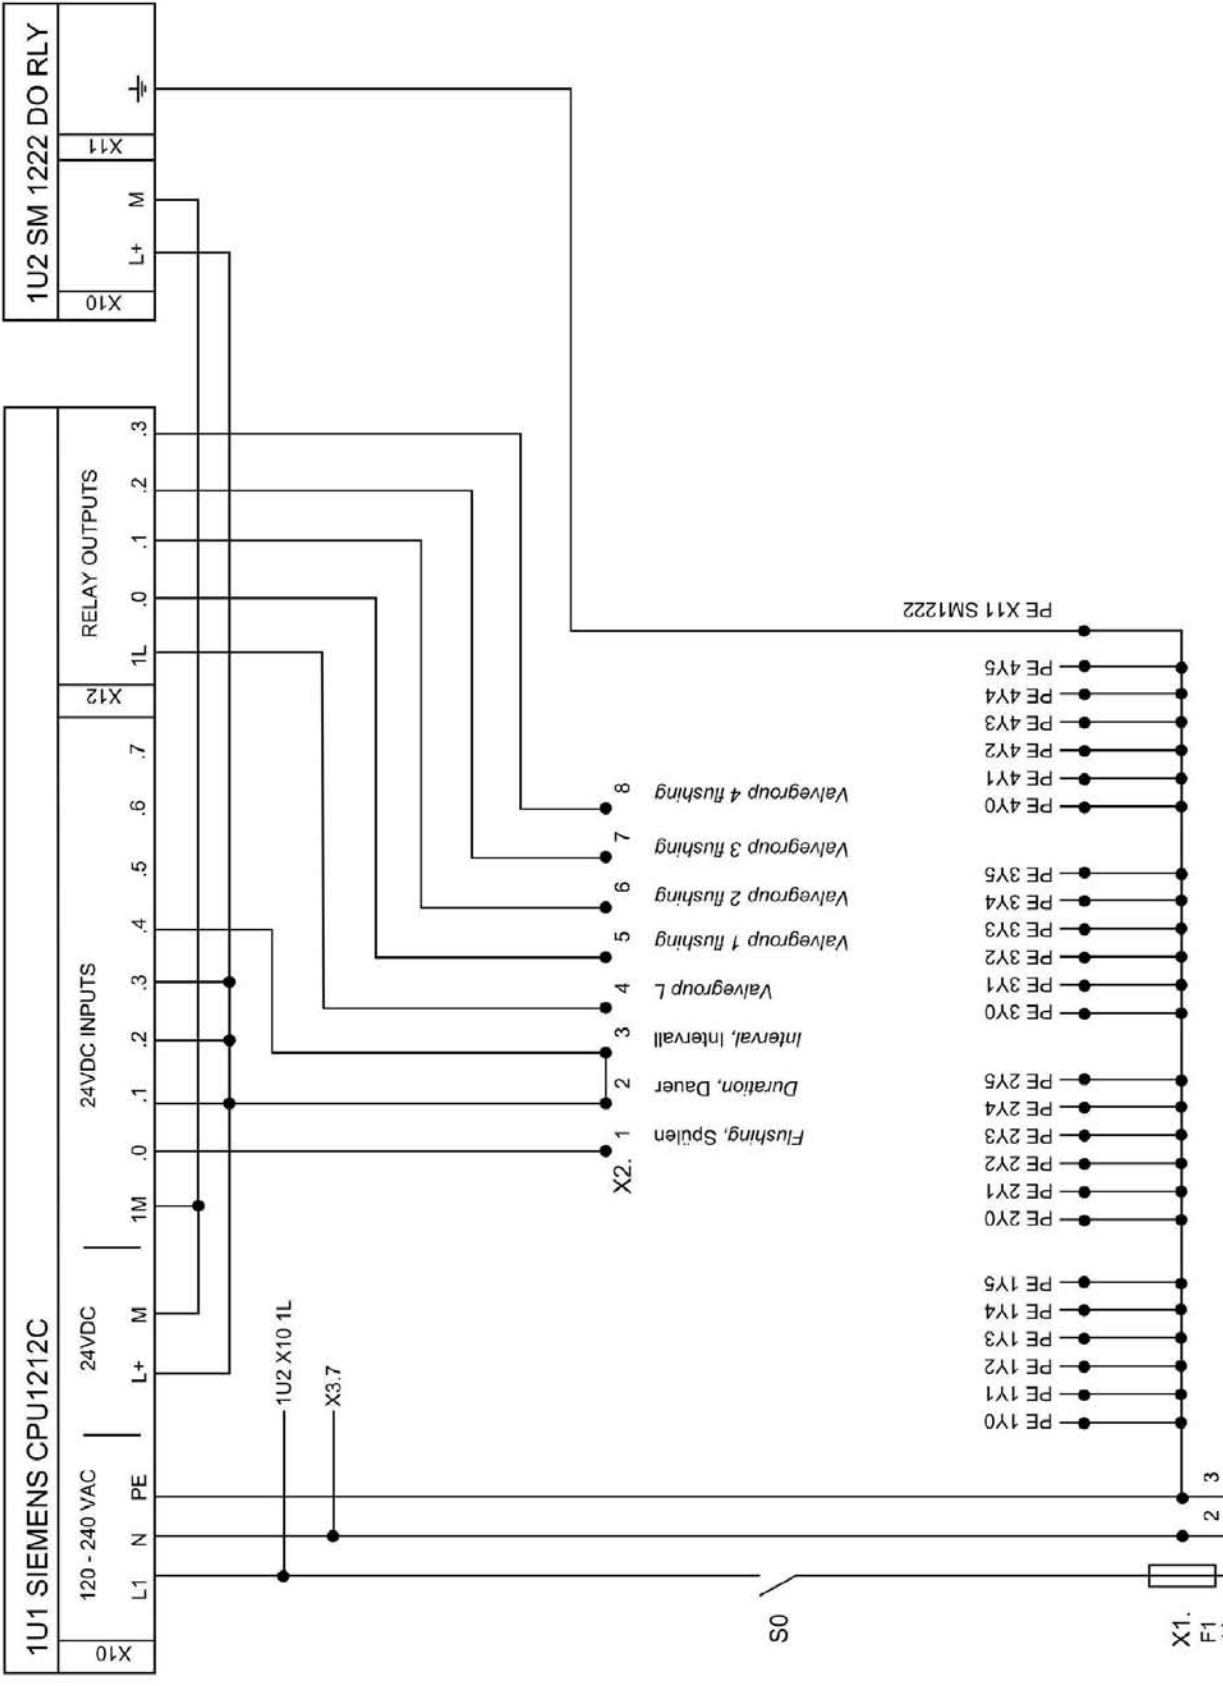 1U1 SIEMENS CPU1212C
X10
120 - 240 VAC
24VDC
24VDC INPUTS
X12
RELAY OUTPUTS
L1 N PE L+ M 1M .0 .1 .2 .3 .4 .5 .6 .7 1L .0 .1 .2 .3
1U2 SM 1222 DO RLY
X10
X11
L+ M
1U2 X10 1L
X3.7
X2. 1 2 3 4 5 6 7 8
Flushing, Spülen
Duration, Dauer
Interval, Intervall
Valvegroup L
Valvegroup 1 flushing
Valvegroup 2 flushing
Valvegroup 3 flushing
Valvegroup 4 flushing
S0
PE 1Y0
PE 1Y1
PE 1Y2
PE 1Y3
PE 1Y4
PE 1Y5
PE 2Y0
PE 2Y1
PE 2Y2
PE 2Y3
PE 2Y4
PE 2Y5
PE 3Y0
PE 3Y1
PE 3Y2
PE 3Y3
PE 3Y4
PE 3Y5
PE 4Y0
PE 4Y1
PE 4Y2
PE 4Y3
PE 4Y4
PE 4Y5
PE X11 SM1222
X1. 2 3
F1